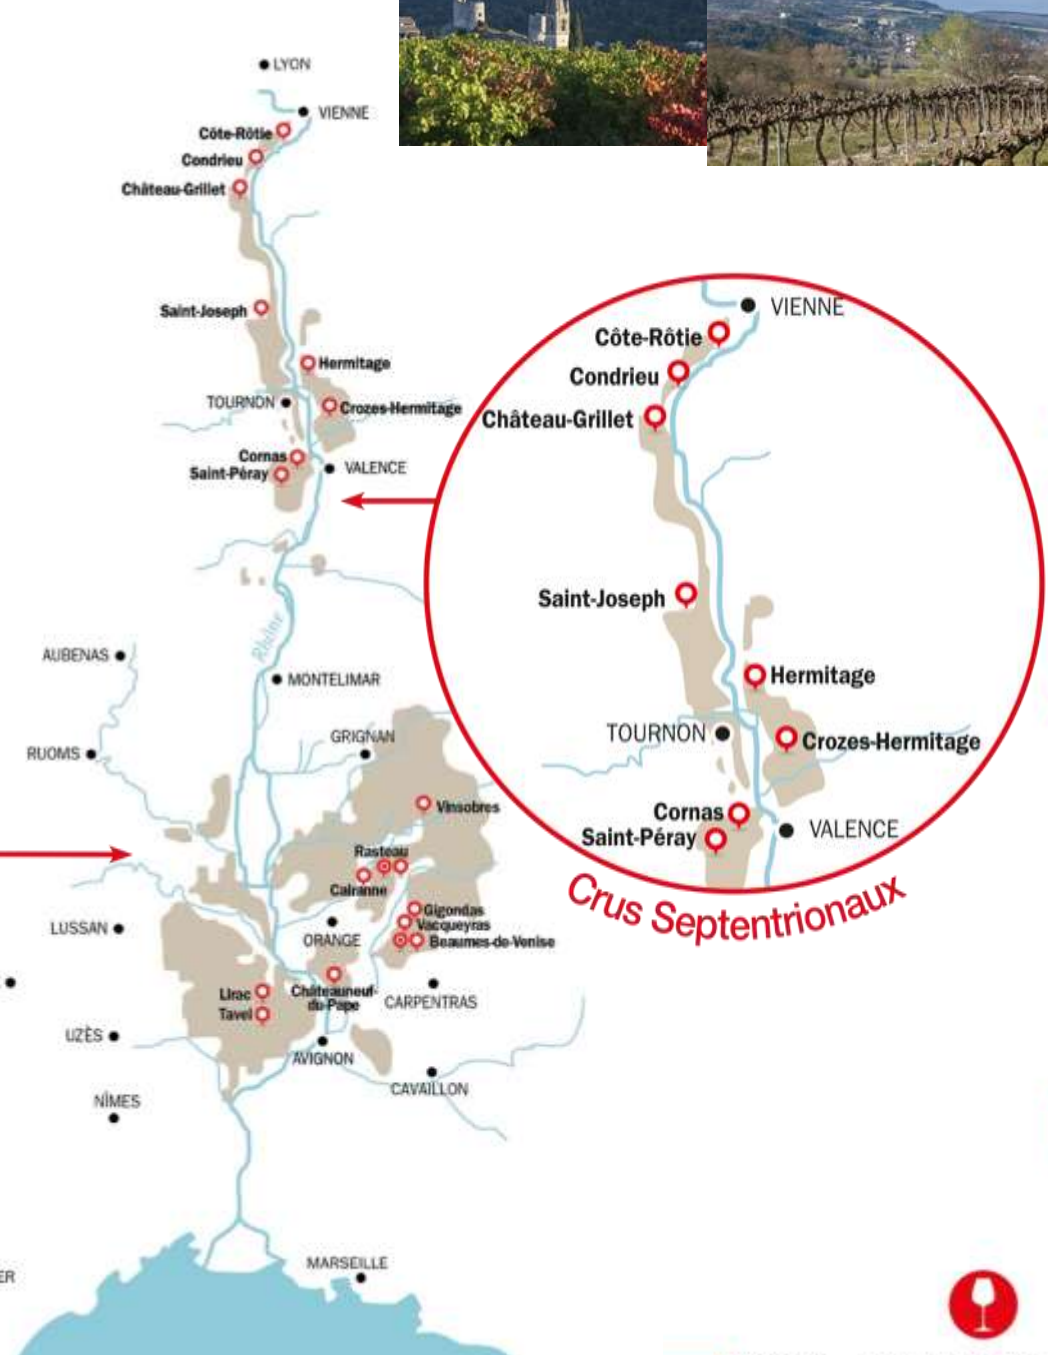 LYON
VIENNE
Côte-Rôtie
Condrieu
Château-Grillet
Saint-Joseph
Hermitage
TOURNON
Crozes-Hermitage
Cornas
Saint-Péray
VALENCE
Rhône
AUBENAS
MONTELIMAR
RUOMS
GRIGNAN
Vinsobres
Rasteau
Cairanne
Gigondas
Vacqueyras
Beaumes-de-Venise
LUSSAN
ORANGE
Lirac
Tavel
Châteauneuf-
du-Pape
CARPENTRAS
UZÈS
AVIGNON
CAVAILLON
NÎMES
MARSEILLE
ER
VIENNE
Côte-Rôtie
Condrieu
Château-Grillet
Saint-Joseph
Hermitage
TOURNON
Crozes-Hermitage
Cornas
Saint-Péray
VALENCE
Crus Septentrionaux